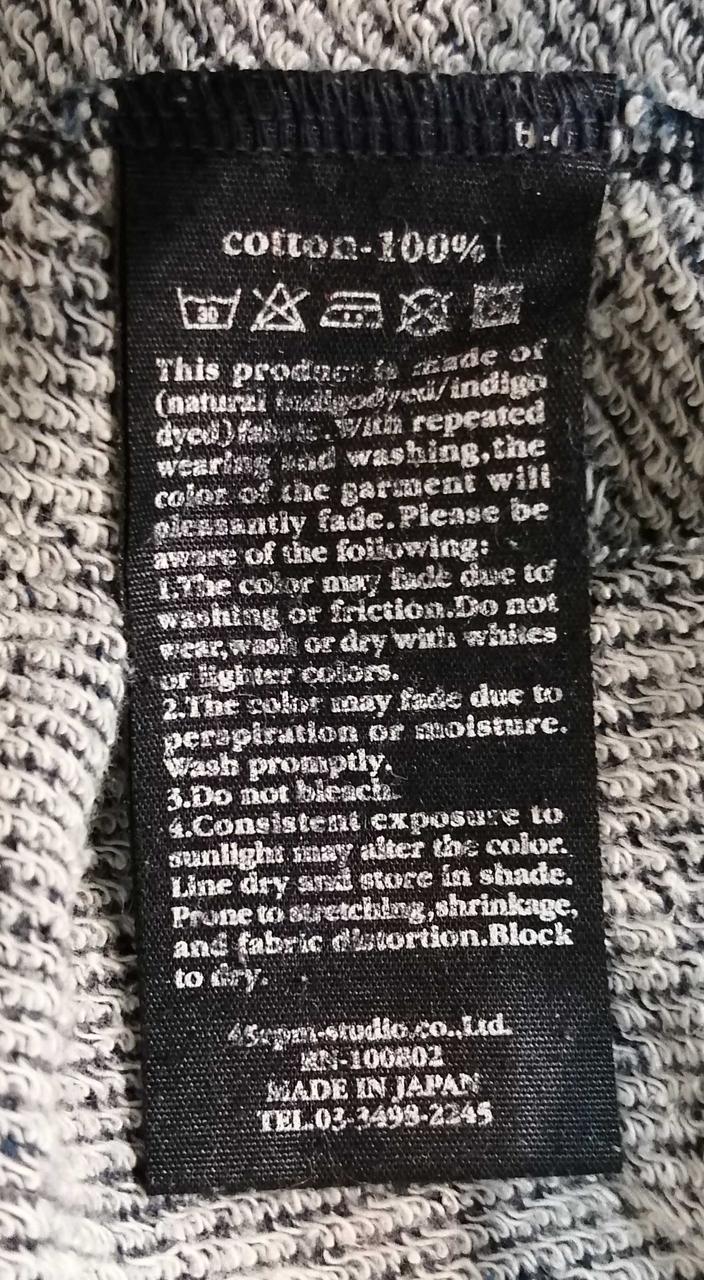 cotton-100%
30
This product is made of
(natural indigodyed/indigo
dyed)fabric.With repeated
wearing and washing,the
color of the garment will
pleasantly fade.Please be
aware of the following:
1.The color may fade due to
washing or friction.Do not
wear,wash or dry with whites
or lighter colors.
2.The color may fade due to
perspiration or moisture.
Wash promptly.
3.Do not bleach.
4.Consistent exposure to
sunlight may alter the color.
Line dry and store in shade.
Prone to stretching,shrinkage,
and fabric distortion.Block
to dry.
45rpm-studio.co.,Ltd.
RN-100802
MADE IN JAPAN
TEL.03-3498-2245